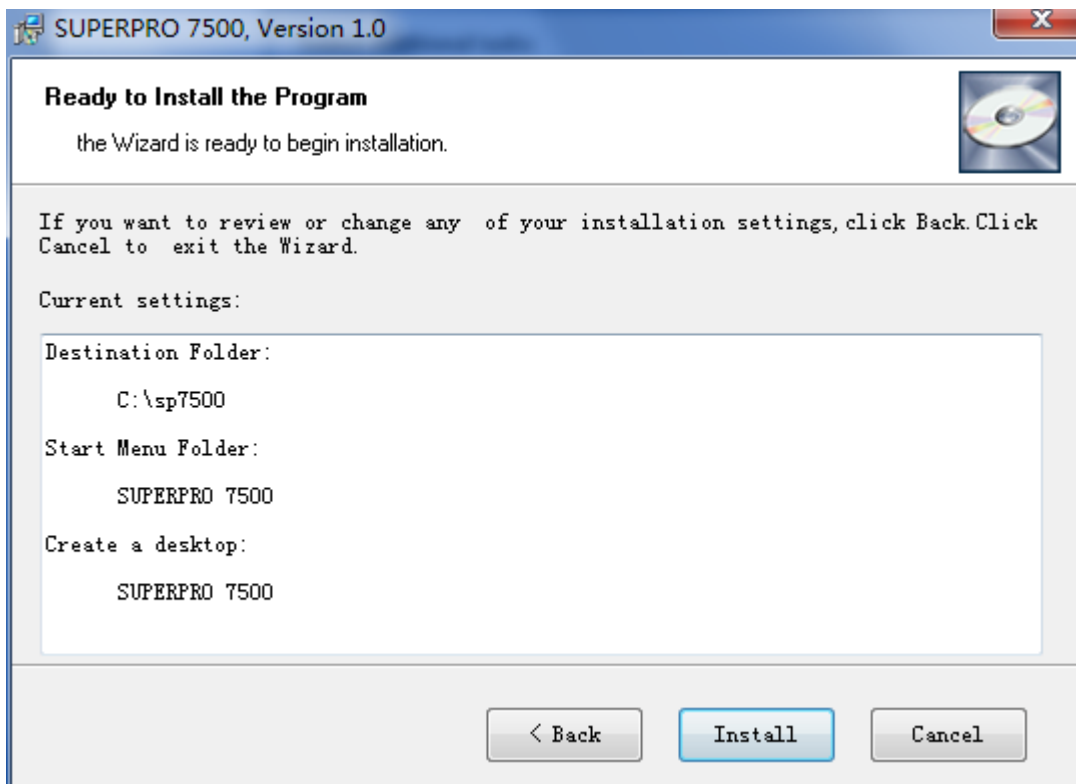 SUPERPRO 7500, Version 1.0
Ready to Install the Program
the Wizard is ready to begin installation.
If you want to review or change any  of your installation settings,click Back.Click
Cancel to  exit the Wizard.
Current settings:
Destination Folder:
C:\sp7500
Start Menu Folder:
SUPERPRO 7500
Create a desktop:
SUPERPRO 7500
< Back
Install
Cancel